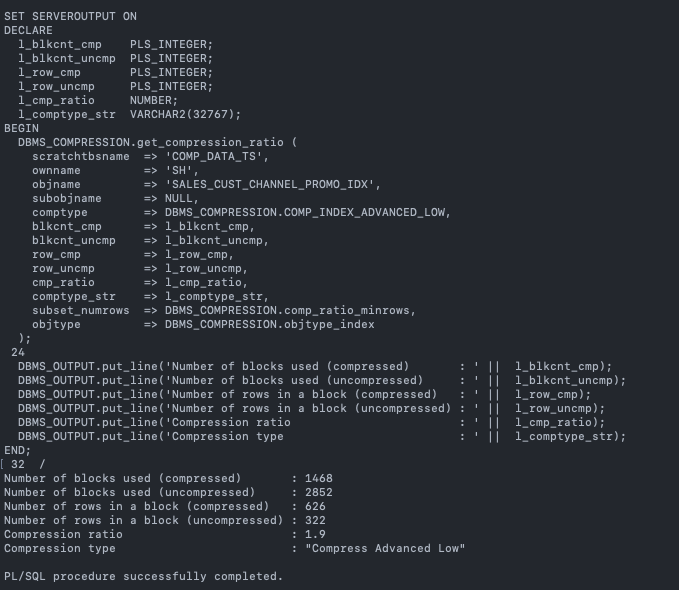 SET SERVEROUTPUT ON
DECLARE
  l_blkcnt_cmp    PLS_INTEGER;
  l_blkcnt_uncmp  PLS_INTEGER;
  l_row_cmp       PLS_INTEGER;
  l_row_uncmp     PLS_INTEGER;
  l_cmp_ratio     NUMBER;
  l_comptype_str  VARCHAR2(32767);
BEGIN
  DBMS_COMPRESSION.get_compression_ratio (
    scratchtbsname  => 'COMP_DATA_TS',
    ownname         => 'SH',
    objname         => 'SALES_CUST_CHANNEL_PROMO_IDX',
    subobjname      => NULL,
    comptype        => DBMS_COMPRESSION.COMP_INDEX_ADVANCED_LOW,
    blkcnt_cmp      => l_blkcnt_cmp,
    blkcnt_uncmp    => l_blkcnt_uncmp,
    row_cmp         => l_row_cmp,
    row_uncmp       => l_row_uncmp,
    cmp_ratio       => l_cmp_ratio,
    comptype_str    => l_comptype_str,
    subset_numrows  => DBMS_COMPRESSION.comp_ratio_minrows,
    objtype         => DBMS_COMPRESSION.objtype_index
  );
 24
  DBMS_OUTPUT.put_line('Number of blocks used (compressed)       : ' ||  l_blkcnt_cmp);
  DBMS_OUTPUT.put_line('Number of blocks used (uncompressed)     : ' ||  l_blkcnt_uncmp);
  DBMS_OUTPUT.put_line('Number of rows in a block (compressed)   : ' ||  l_row_cmp);
  DBMS_OUTPUT.put_line('Number of rows in a block (uncompressed) : ' ||  l_row_uncmp);
  DBMS_OUTPUT.put_line('Compression ratio                        : ' ||  l_cmp_ratio);
  DBMS_OUTPUT.put_line('Compression type                         : ' ||  l_comptype_str);
END;
[ 32  /
Number of blocks used (compressed)       : 1468
Number of blocks used (uncompressed)     : 2852
Number of rows in a block (compressed)   : 626
Number of rows in a block (uncompressed) : 322
Compression ratio                        : 1.9
Compression type                         : "Compress Advanced Low"

PL/SQL procedure successfully completed.